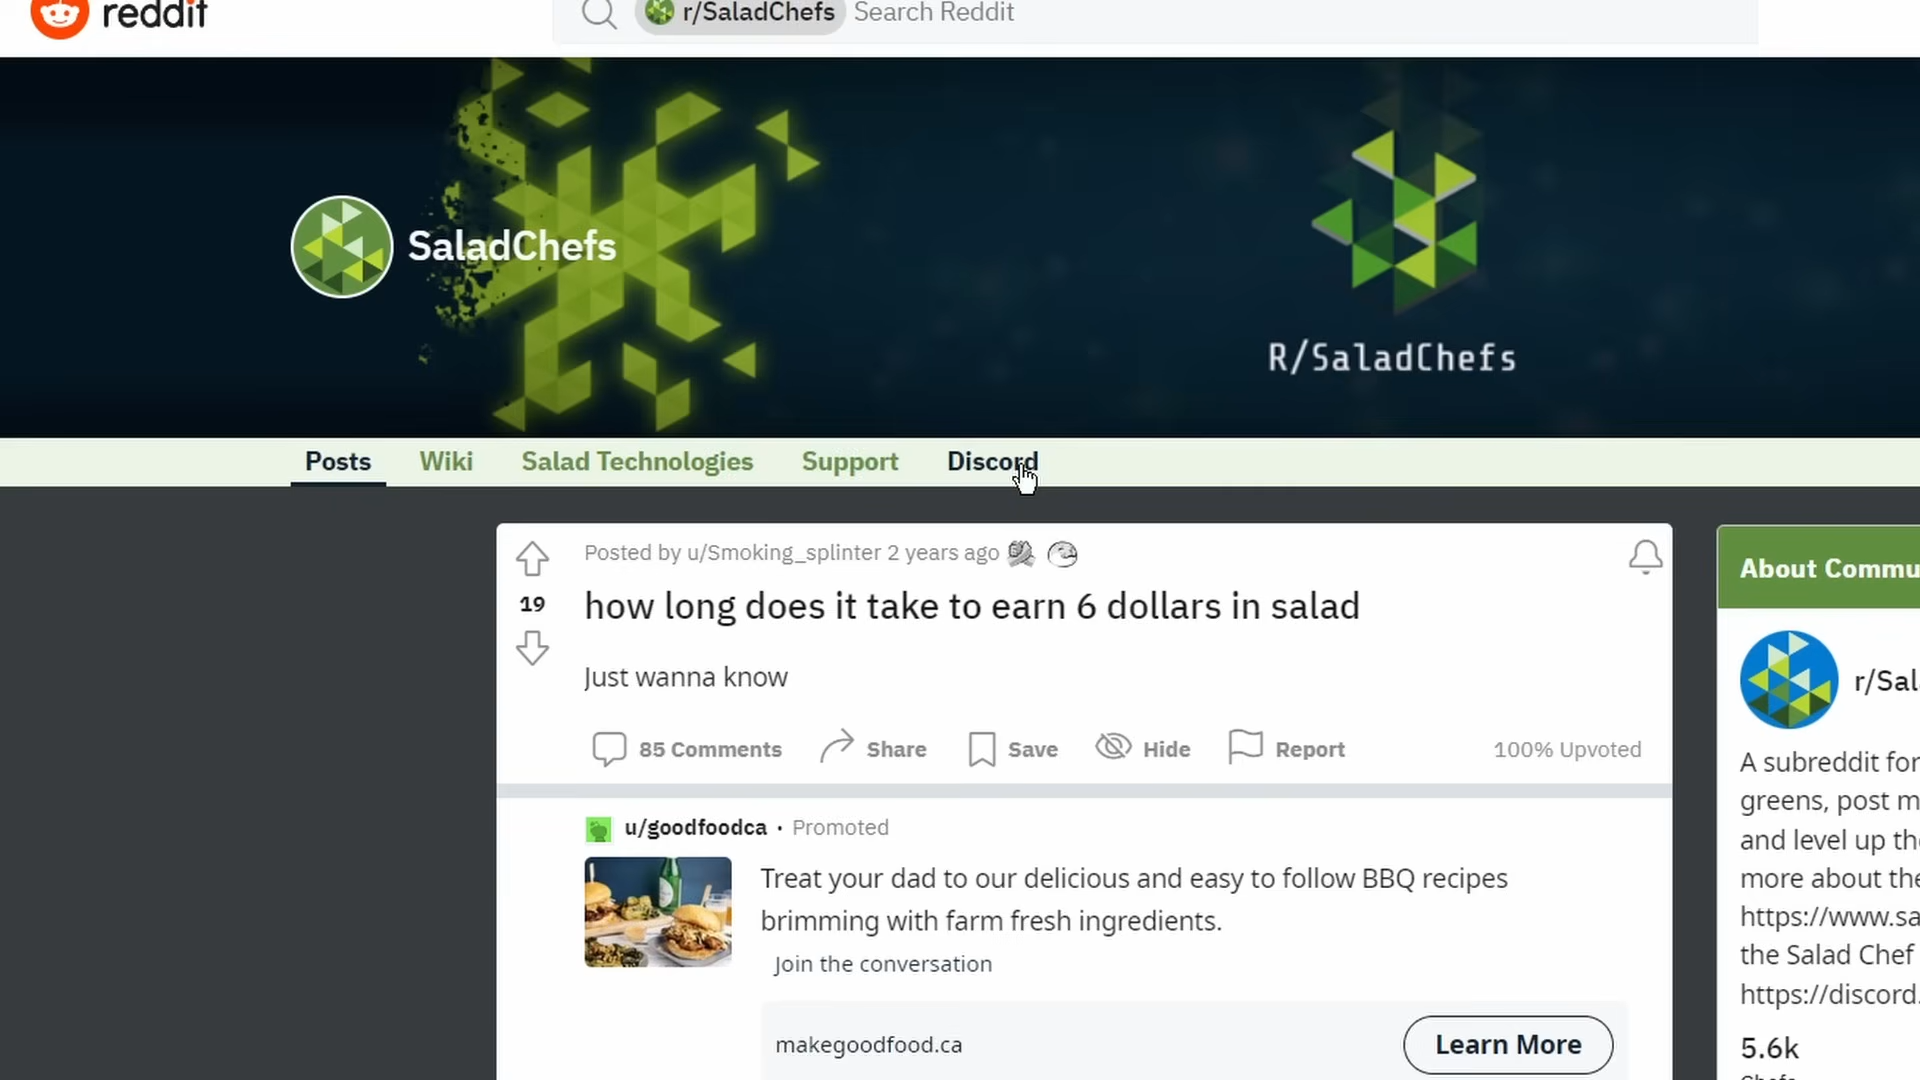 reddit
r/SaladChefs Search Reddit
SaladChefs
R/SaladChefs
Posts Wiki Salad Technologies Support Discord
Posted by u/Smoking_splinter 2 years ago
19
how long does it take to earn 6 dollars in salad
Just wanna know
85 Comments Share Save Hide Report 100% Upvoted
u/goodfoodca · Promoted
Treat your dad to our delicious and easy to follow BBQ recipes
brimming with farm fresh ingredients.
Join the conversation
makegoodfood.ca Learn More
About Commu
r/Sal
A subreddit for
greens, post m
and level up the
more about the
https://www.sa
the Salad Chef
https://discord.
5.6k